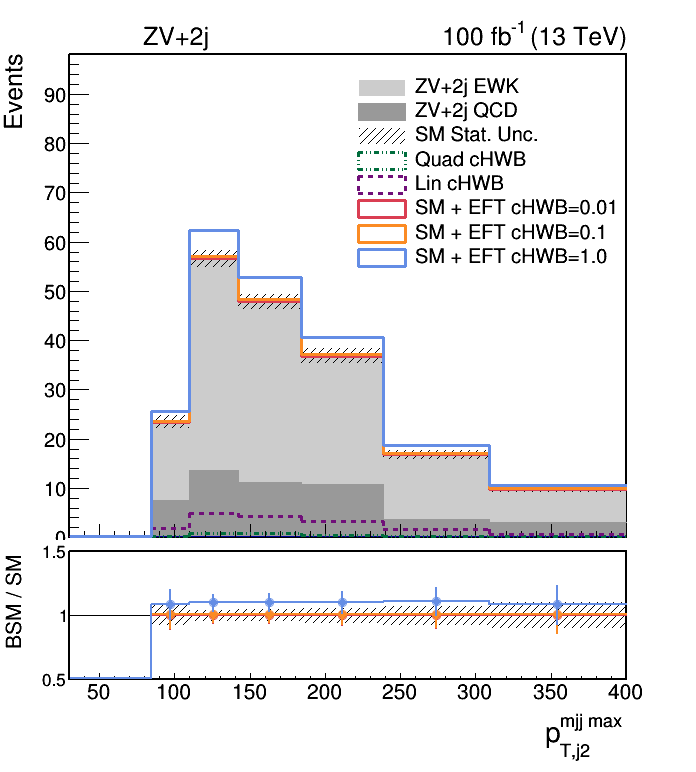 ZV+2j 100 fb-1 (13 TeV)
Events
90
80
70
60
50
40
30
20
10
0
ZV+2j EWK
ZV+2j QCD
SM Stat. Unc.
Quad cHWB
Lin cHWB
SM + EFT cHWB=0.01
SM + EFT cHWB=0.1
SM + EFT cHWB=1.0
BSM / SM
1.5
1
0.5
50 100 150 200 250 300 350 400
p T,j2 mjj max